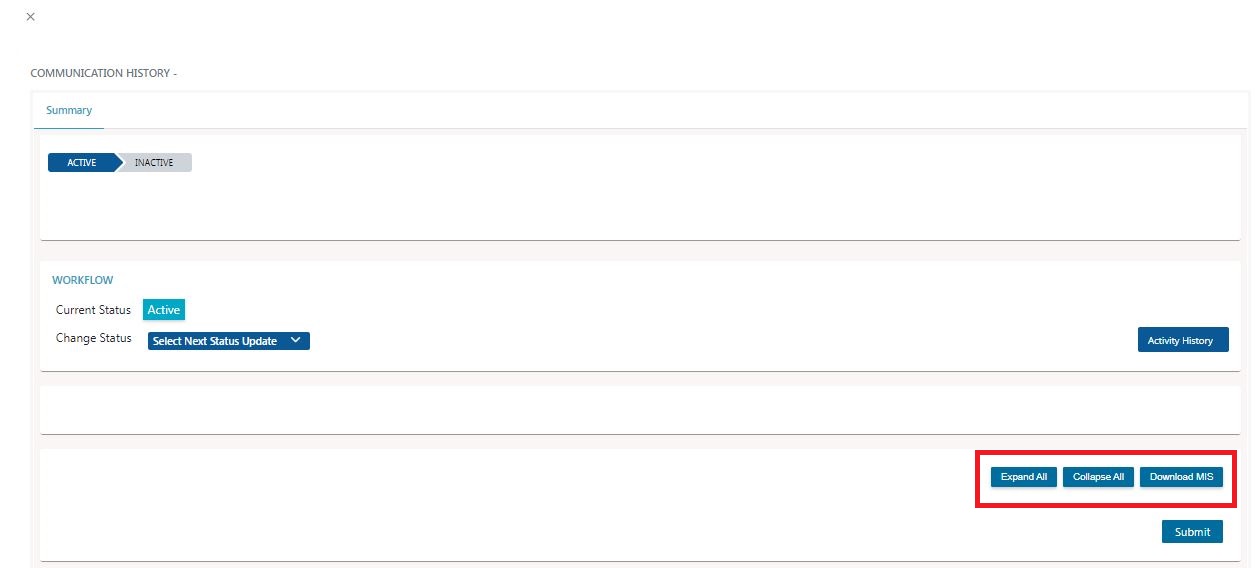 COMMUNICATION HISTORY -
Summary
ACTIVE INACTIVE
WORKFLOW
Current Status Active
Change Status Select Next Status Update
Activity History
Expand All Collapse All Download MIS
Submit